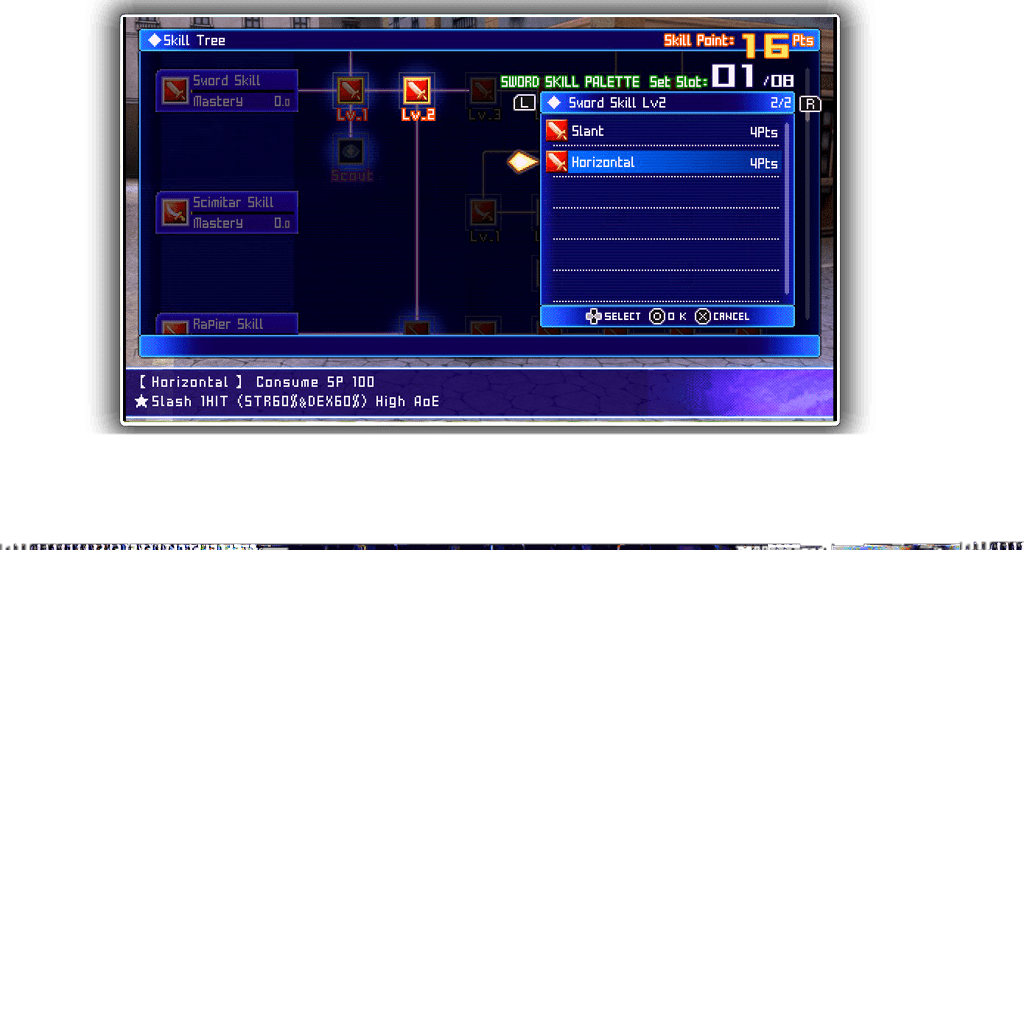 Skill Tree
Skill Point: 16 Pts
SWORD SKILL PALETTE Set Slot: 01 /08
L
Sword Skill Lv2 2/2
R
Sword Skill
Mastery 0.0
Lv.1
Lv.2
Lv.3
Slant 4Pts
Horizontal 4Pts
Scout
Scimitar Skill
Mastery 0.0
Lv.1
Rapier Skill
SELECT OK CANCEL
【Horizontal】 Consume SP 100
★Slash 1HIT (STR60%&DEX60%) High AoE